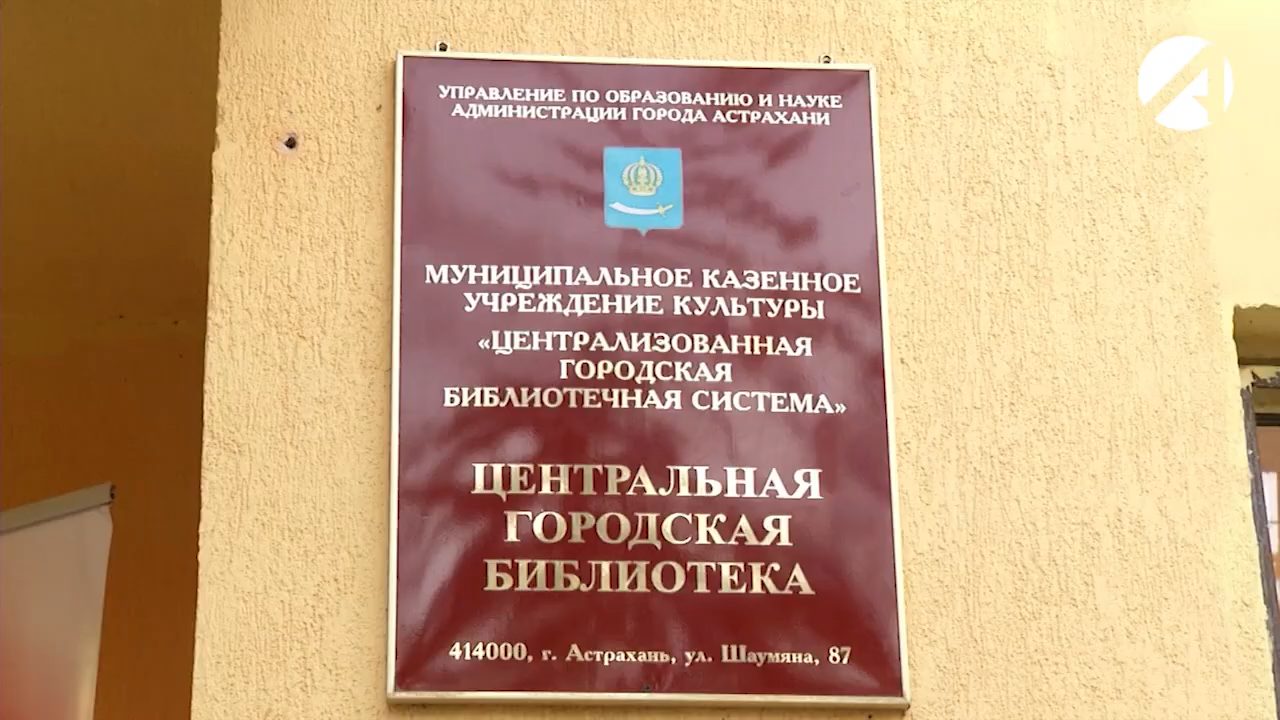 УПРАВЛЕНИЕ ПО ОБРАЗОВАНИЮ И НАУКЕ
АДМИНИСТРАЦИИ ГОРОДА АСТРАХАНИ
МУНИЦИПАЛЬНОЕ КАЗЕННОЕ
УЧРЕЖДЕНИЕ КУЛЬТУРЫ
«ЦЕНТРАЛИЗОВАННАЯ
ГОРОДСКАЯ
БИБЛИОТЕЧНАЯ СИСТЕМА»
ЦЕНТРАЛЬНАЯ
ГОРОДСКАЯ
БИБЛИОТЕКА
414000, г. Астрахань, ул. Шаумяна, 87